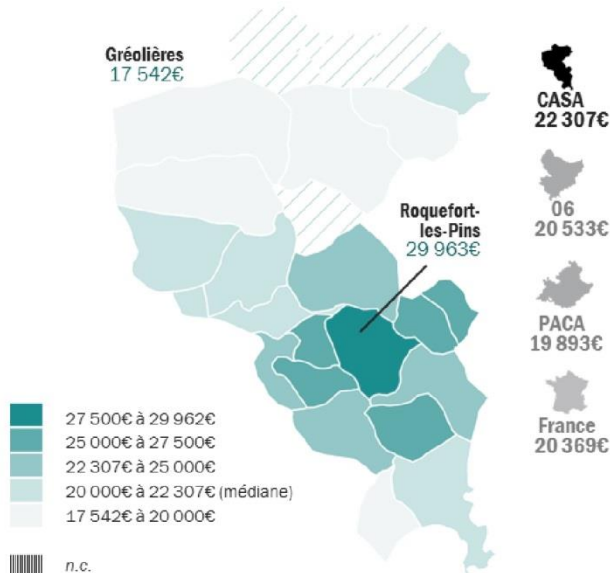 Gréolières
17 542€
Roquefort-
les-Pins
29 963€
CASA
22 307€
06
20 533€
PACA
19 893€
France
20 369€
27 500€ à 29 962€
25 000€ à 27 500€
22 307€ à 25 000€
20 000€ à 22 307€ (médiane)
17 542€ à 20 000€
n.c.